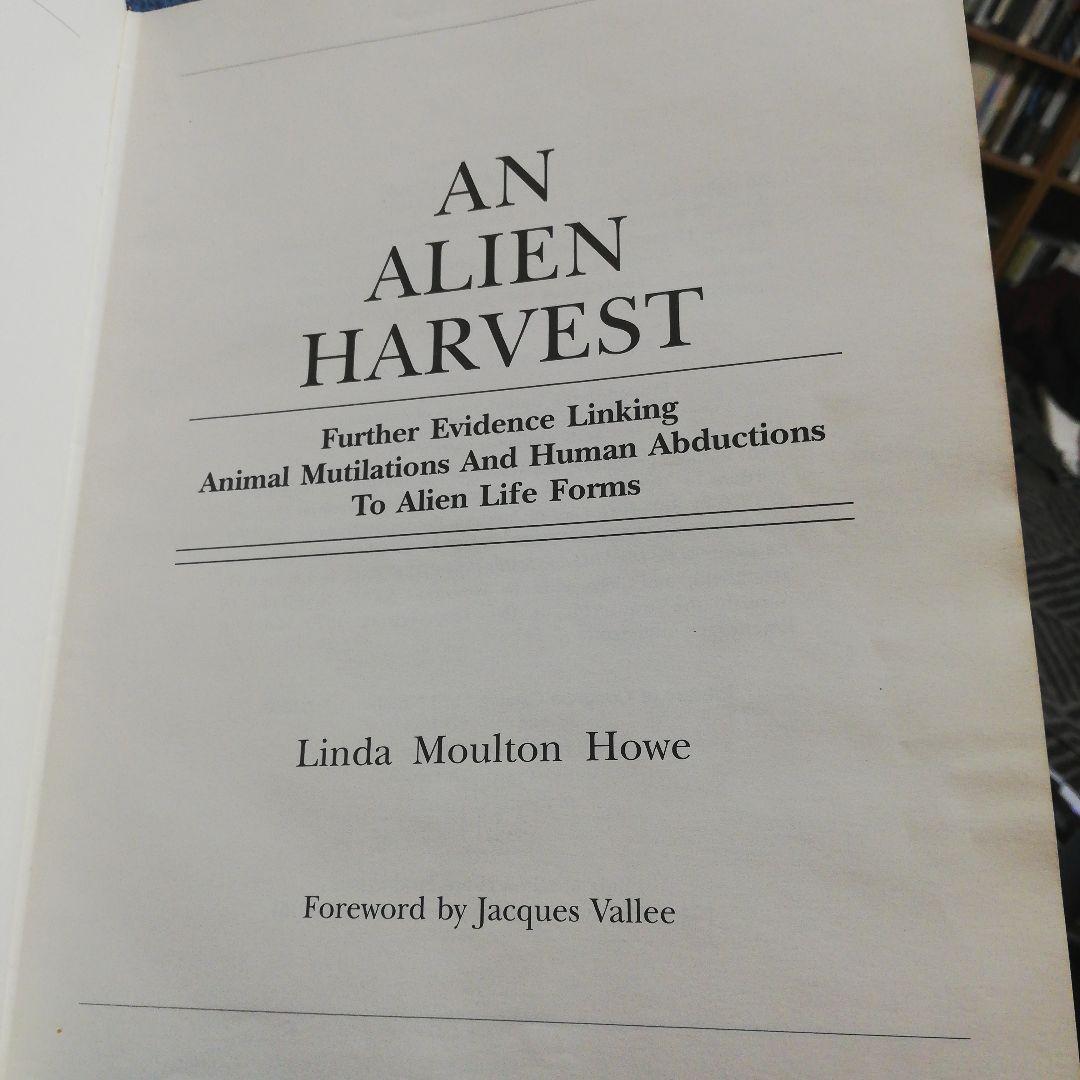 AN
ALIEN
HARVEST
Further Evidence Linking
Animal Mutilations And Human Abductions
To Alien Life Forms
Linda Moulton Howe
Foreword by Jacques Vallee